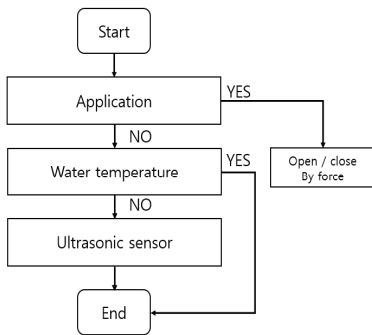 Start
Application
YES
NO
Open / close
By force
Water temperature
YES
NO
Ultrasonic sensor
End